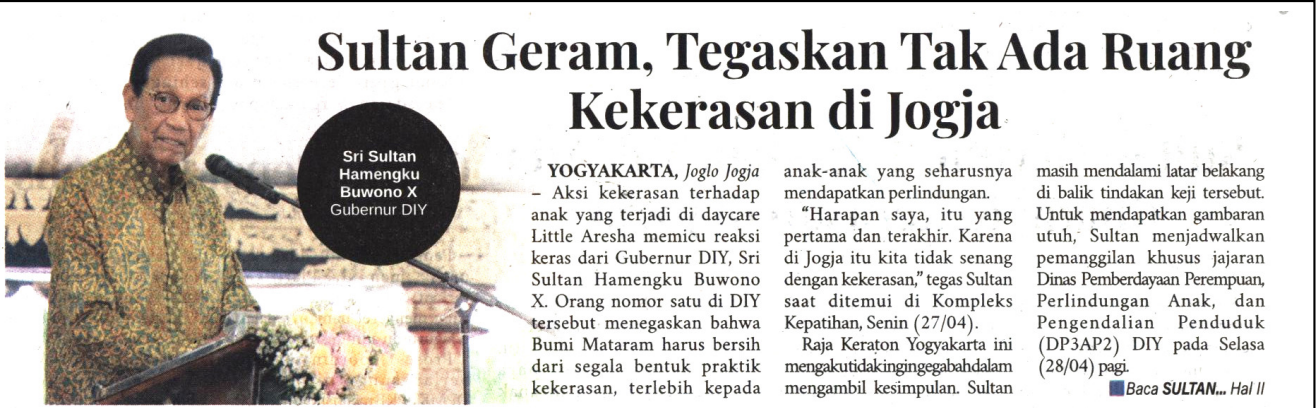 Sultan Geram, Tegaskan Tak Ada Ruang
Kekerasan di Jogja
Sri Sultan
Hamengku
Buwono X
Gubernur DIY
YOGYAKARTA, Joglo Jogja
– Aksi kekerasan terhadap
anak yang terjadi di daycare
Little Aresha memicu reaksi
keras dari Gubernur DIY, Sri
Sultan Hamengku Buwono
X. Orang nomor satu di DIY
tersebut menegaskan bahwa
Bumi Mataram harus bersih
dari segala bentuk praktik
kekerasan, terlebih kepada
anak-anak yang seharusnya
mendapatkan perlindungan.
“Harapan saya, itu yang
pertama dan terakhir. Karena
di Jogja itu kita tidak senang
dengan kekerasan,” tegas Sultan
saat ditemui di Kompleks
Kepatihan, Senin (27/04).
Raja Keraton Yogyakarta ini
mengakutidakingingegabahdalam
mengambil kesimpulan. Sultan
masih mendalami latar belakang
di balik tindakan keji tersebut.
Untuk mendapatkan gambaran
utuh, Sultan menjadwalkan
pemanggilan khusus jajaran
Dinas Pemberdayaan Perempuan,
Perlindungan Anak, dan
Pengendalian Penduduk
(DP3AP2) DIY pada Selasa
(28/04) pagi.
Baca SULTAN... Hal II